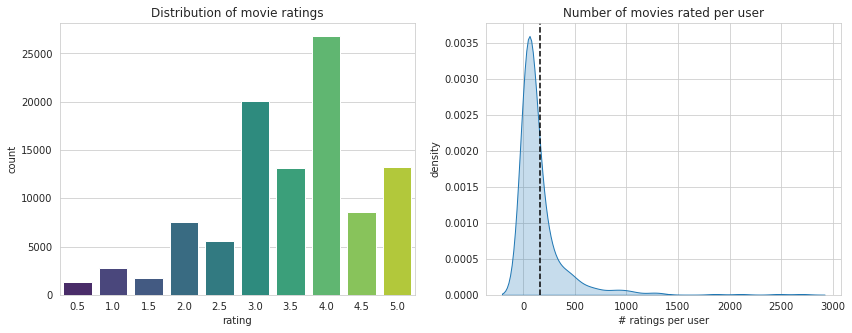 Distribution of movie ratings
count
25000
20000
15000
10000
5000
0
0.5 1.0 1.5 2.0 2.5 3.0 3.5 4.0 4.5 5.0
rating
Number of movies rated per user
density
0.0035
0.0030
0.0025
0.0020
0.0015
0.0010
0.0005
0.0000
0 500 1000 1500 2000 2500 3000
# ratings per user